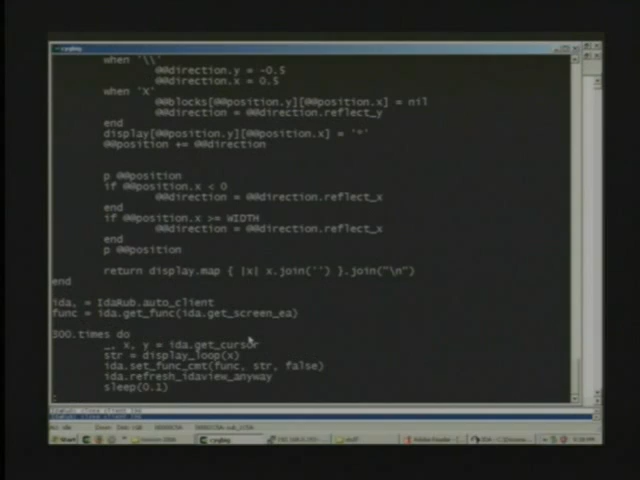 cygbig
when '\\'
@@direction.y = -0.5
@@direction.x = 0.5
when 'X'
@@blocks[@@position.y][@@position.x] = nil
@@direction = @@direction.reflect_y
end
display[@@position.y][@@position.x] = '*'
@@position += @@direction
p @@position
if @@position.x < 0
@@direction = @@direction.reflect_x
end
if @@position.x >= WIDTH
@@direction = @@direction.reflect_x
end
p @@position
return display.map { |x| x.join('') }.join("\n")
end
ida, = IdaRub.auto_client
func = ida.get_func(ida.get_screen_ea)
300.times do
_, x, y = ida.get_cursor
str = display_loop(x)
ida.set_func_cmt(func, str, false)
ida.refresh_idaview_anyway
sleep(0.1)
Start
cygbig